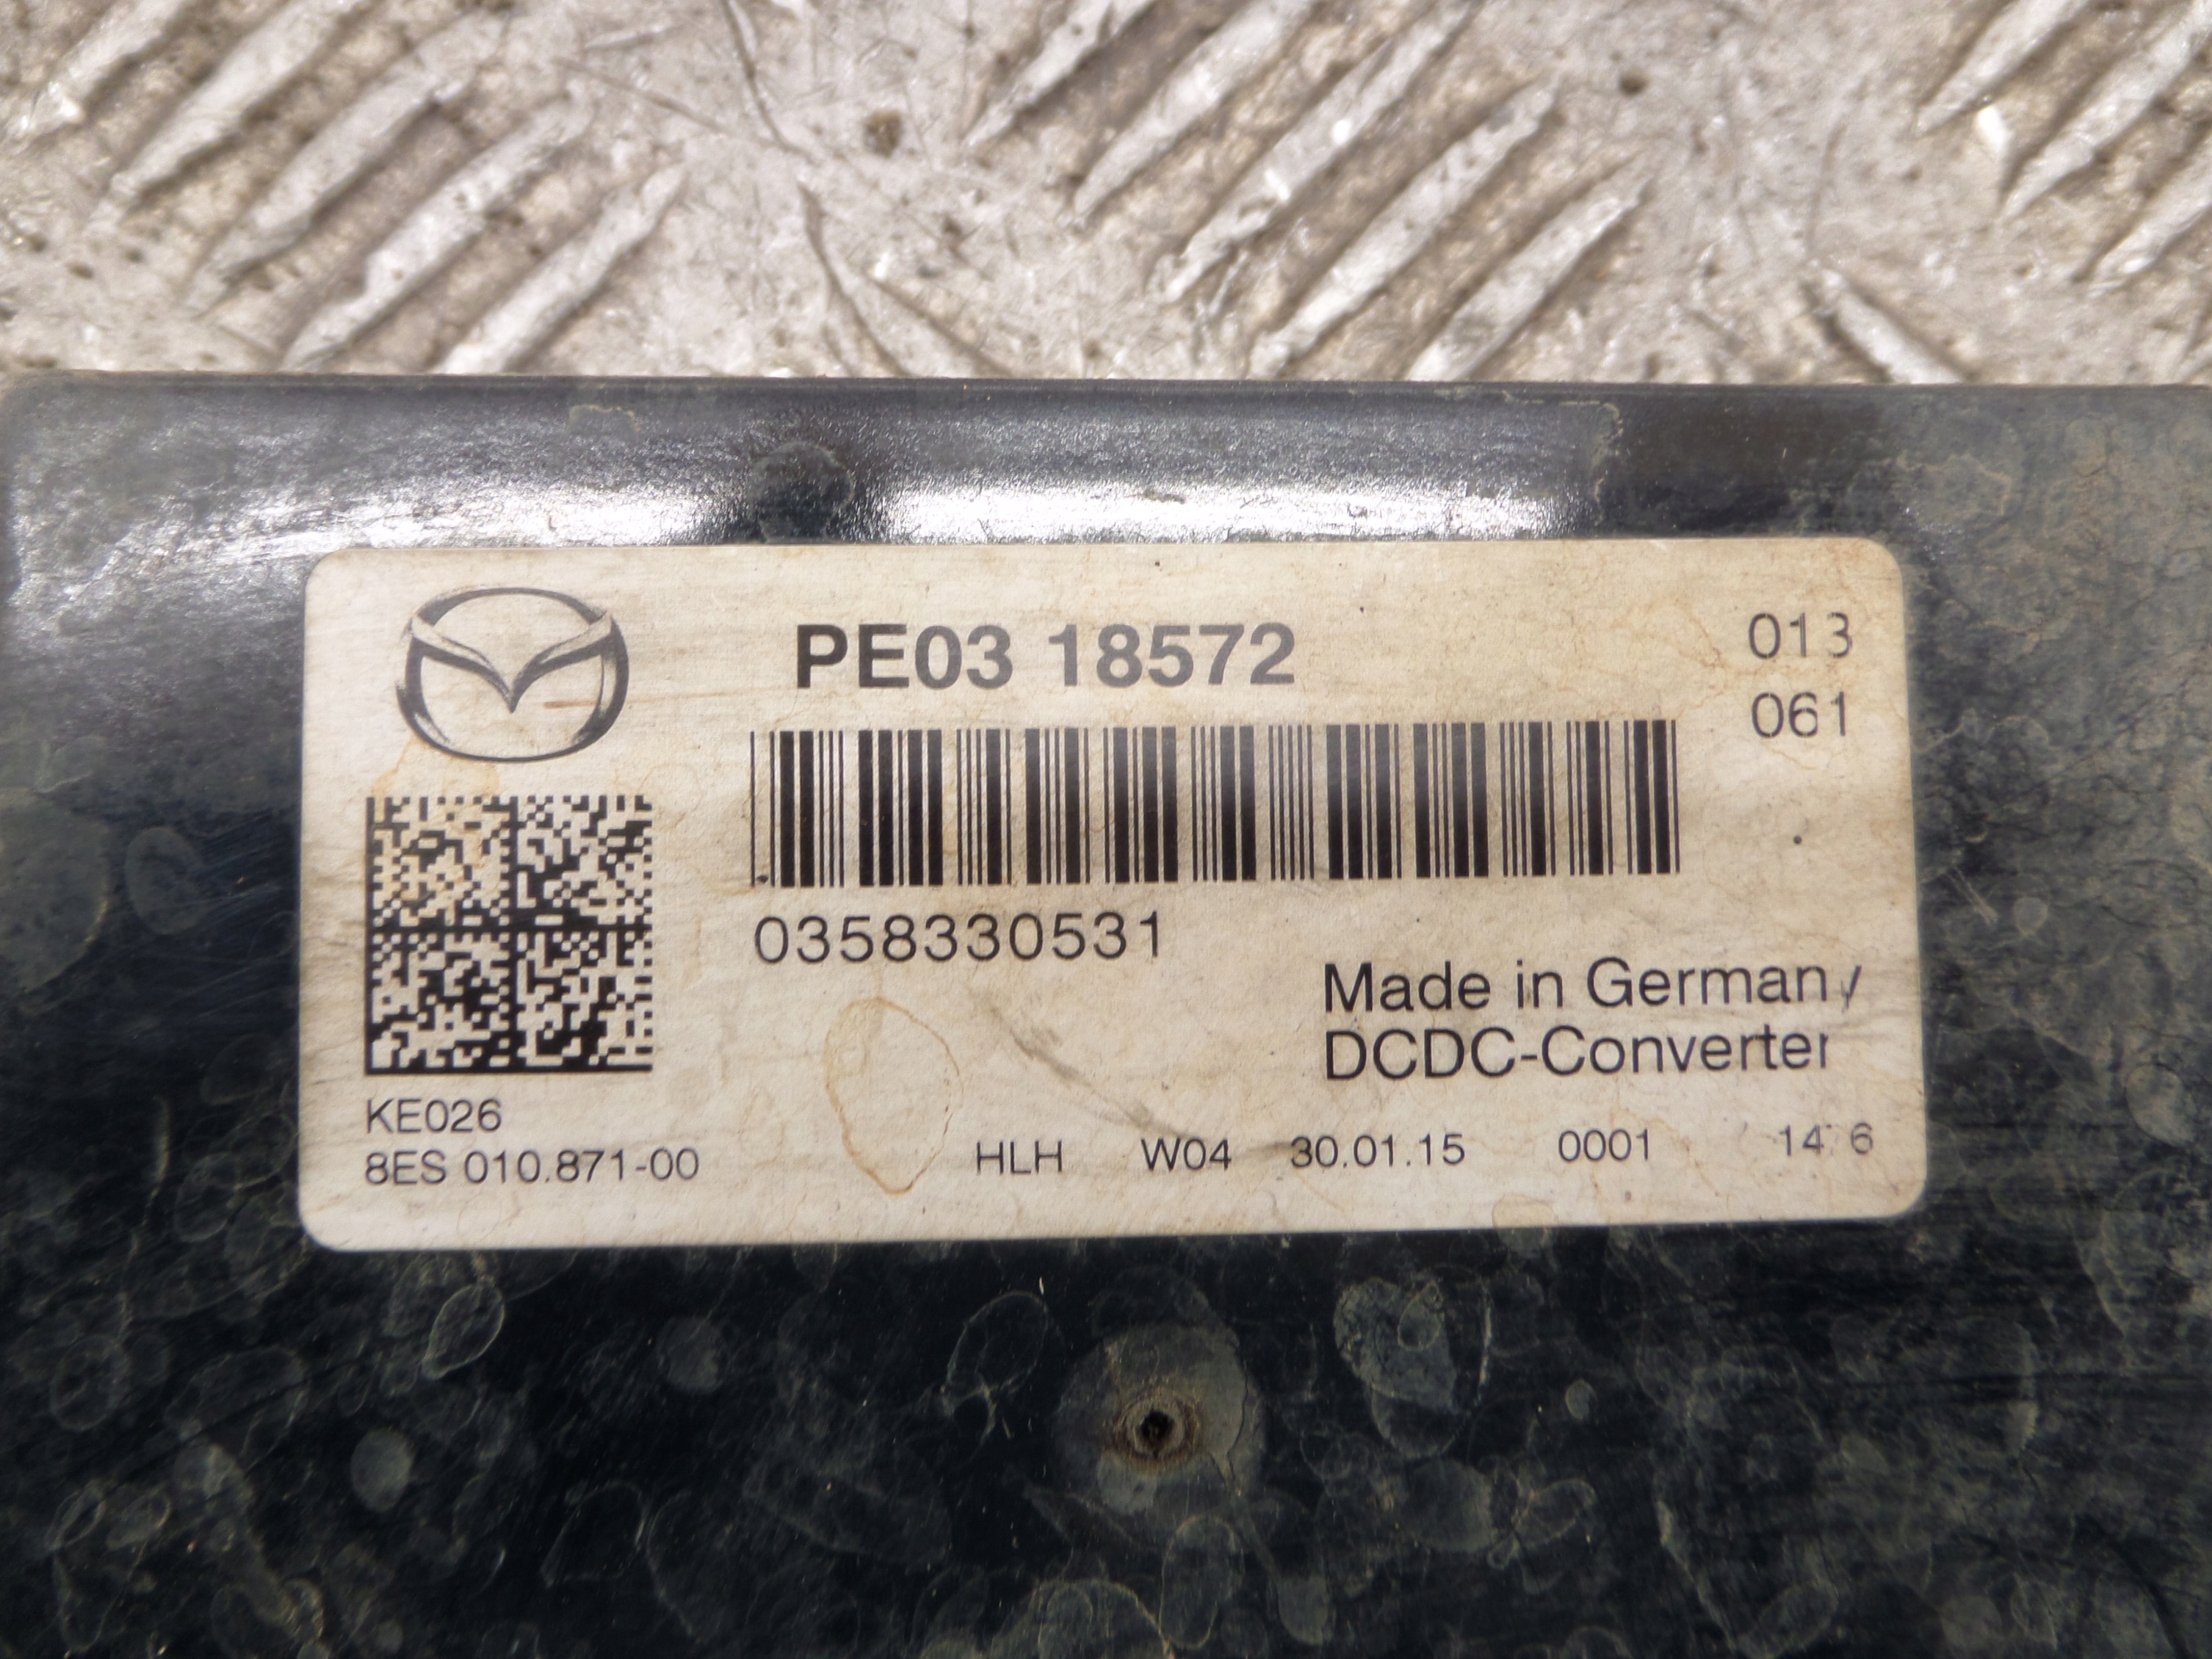 PE03 18572
013
061
0358330531
Made in Germany
DCDC-Converter
KE026
8ES 010.871-00
HLH W04 30.01.15 0001